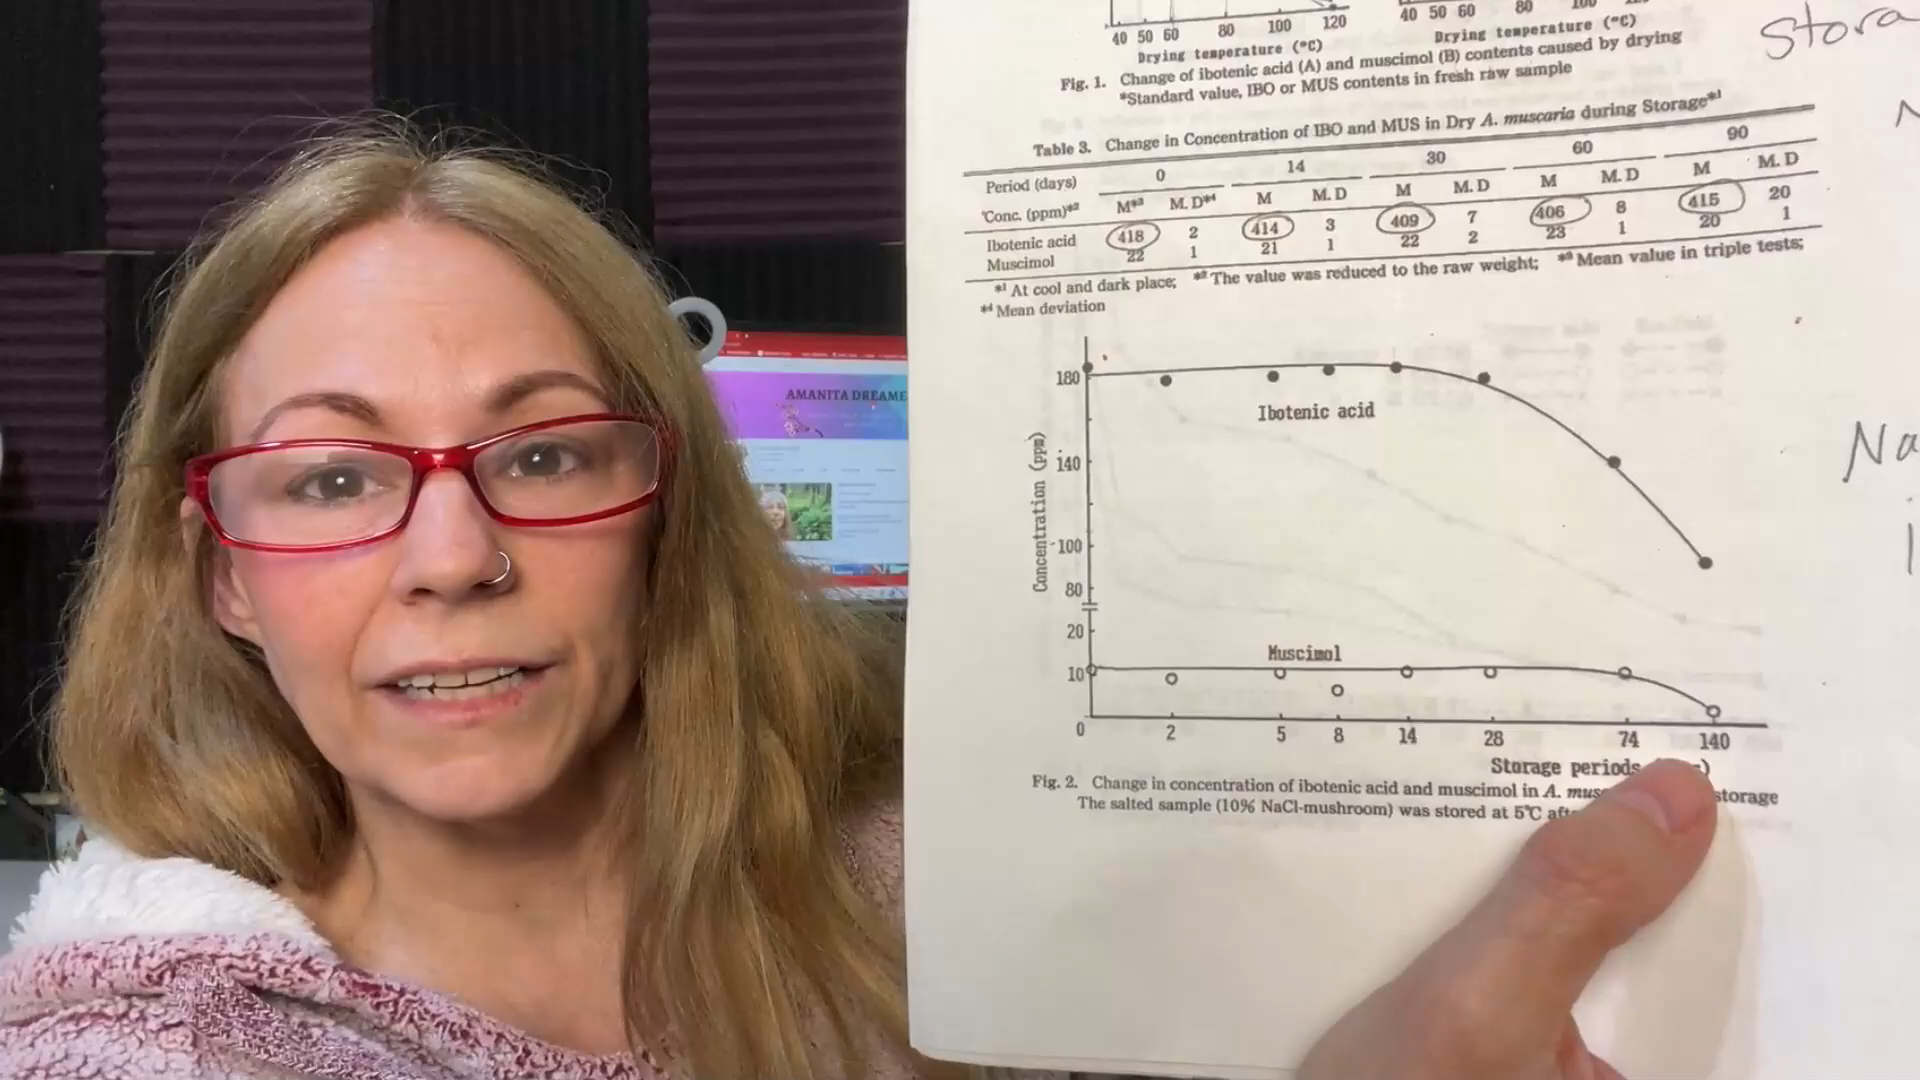 40 50 60 80 100 120
Drying temperature (°C)
40 50 60 80 100 120
Drying temperature (°C)
Fig. 1. Change of ibotenic acid (A) and muscimol (B) contents caused by drying
*Standard value, IBO or MUS contents in fresh raw sample
Stora
Table 3. Change in Concentration of IBO and MUS in Dry A. muscaria during Storage*1
Period (days) 0 14 30 60 90
Conc. (ppm)*2 M*3 M. D*4 M M. D M M. D M M. D M M. D
Ibotenic acid 418 2 414 3 409 7 406 8 415 20
Muscimol 22 1 21 1 22 2 23 1 20 1
*1 At cool and dark place; *2 The value was reduced to the raw weight; *3 Mean value in triple tests;
*4 Mean deviation
AMANITA DREAME
Concentration (ppm)
180
140
100
80
20
10
Ibotenic acid
Muscimol
0 2 5 8 14 28 74 140
Storage periods
Fig. 2. Change in concentration of ibotenic acid and muscimol in A. mus storage
The salted sample (10% NaCl-mushroom) was stored at 5℃ aft
Na